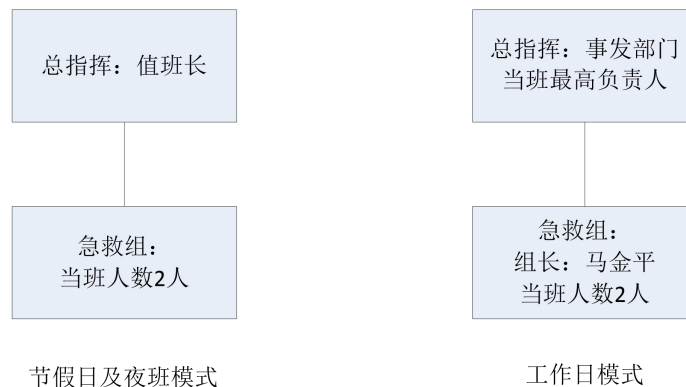 总指挥：值班长
急救组：
当班人数2人
节假日及夜班模式
总指挥：事发部门
当班最高负责人
急救组：
组长：马金平
当班人数2人
工作日模式